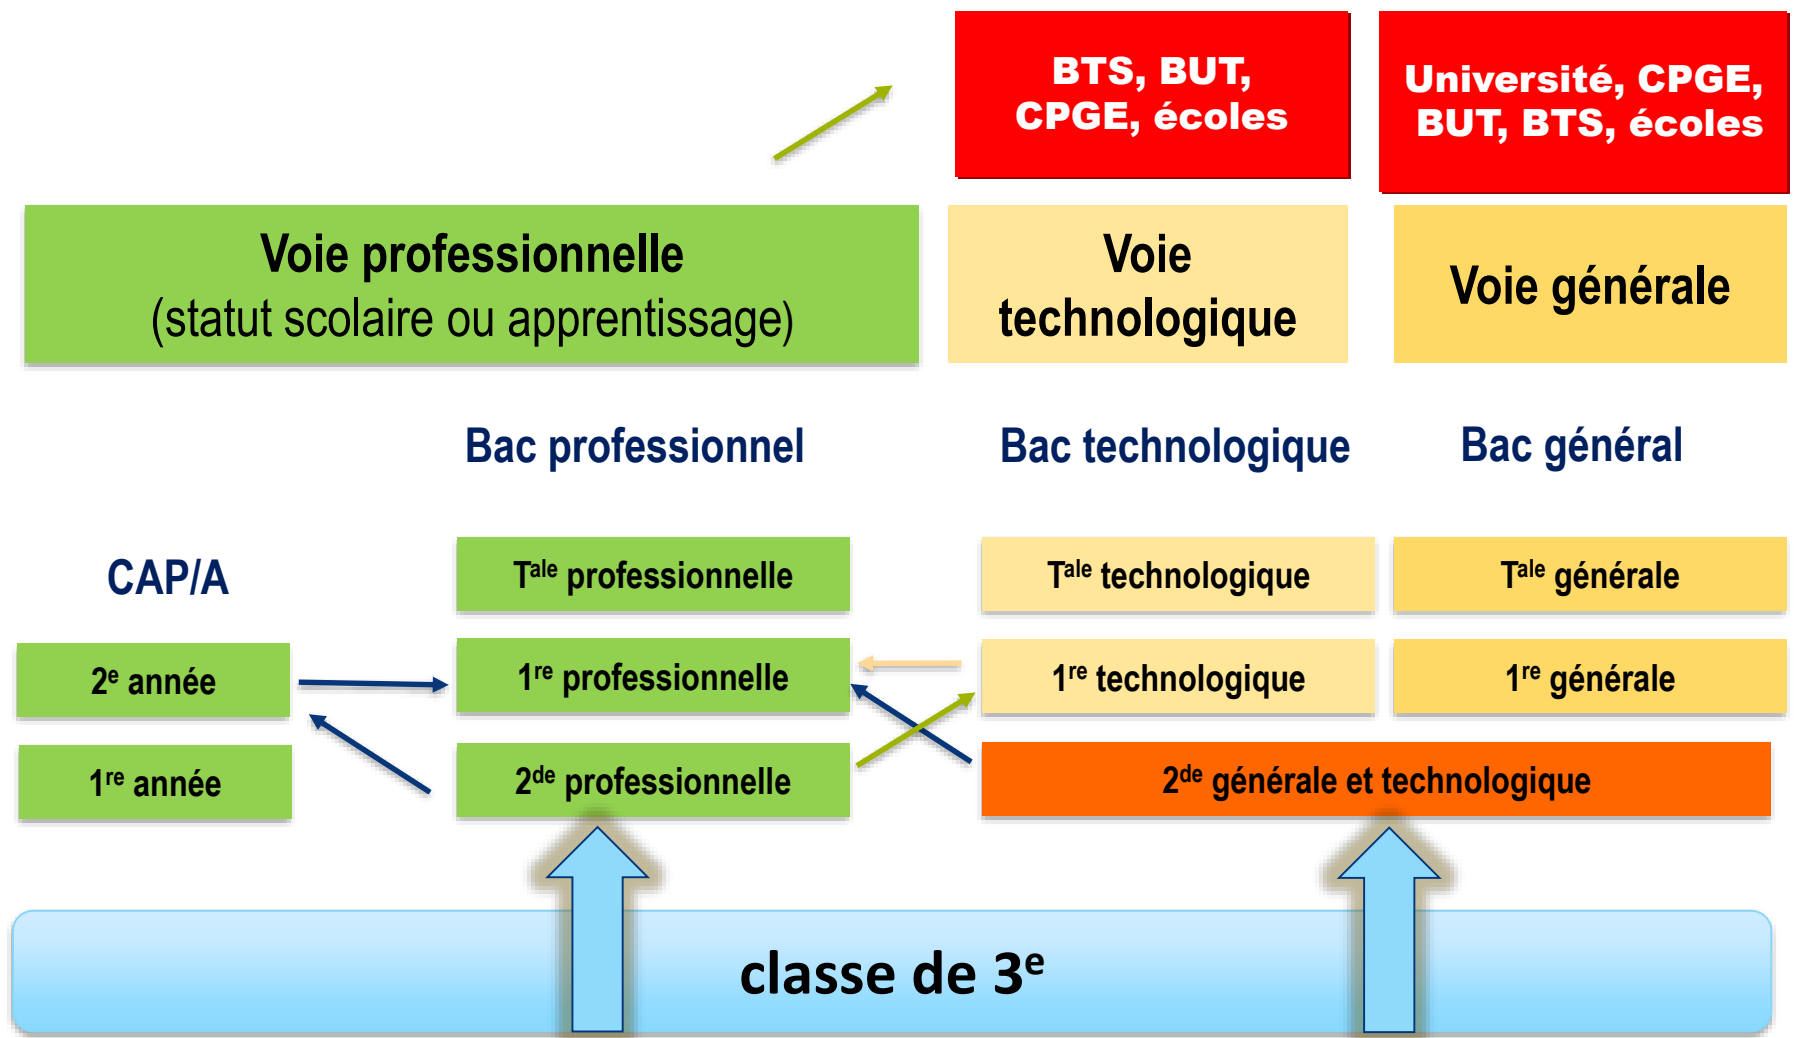 BTS, BUT,
CPGE, écoles
Université, CPGE,
BUT, BTS, écoles
Voie professionnelle
(statut scolaire ou apprentissage)
Voie
technologique
Voie générale
Bac professionnel
Bac technologique
Bac général
CAP/A
Tale professionnelle
Tale technologique
Tale générale
2e année
1re professionnelle
1re technologique
1re générale
1re année
2de professionnelle
2de générale et technologique
classe de 3e